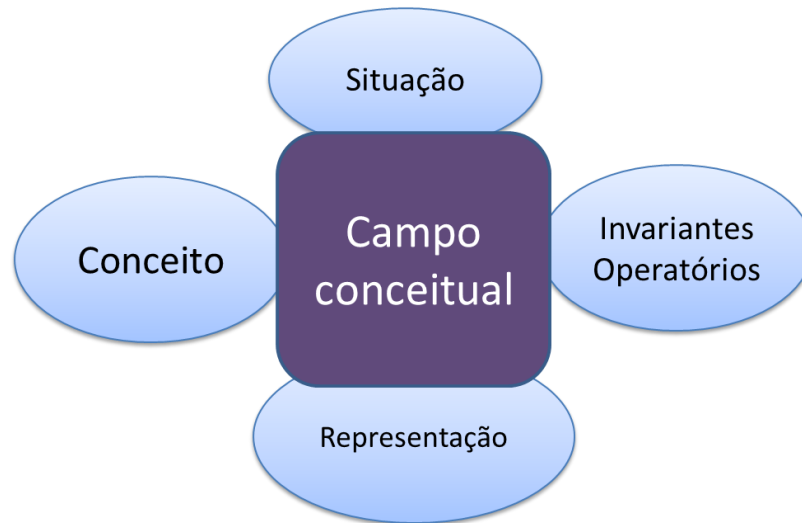 Situação
Conceito
Campo
conceitual
Invariantes
Operatórios
Representação